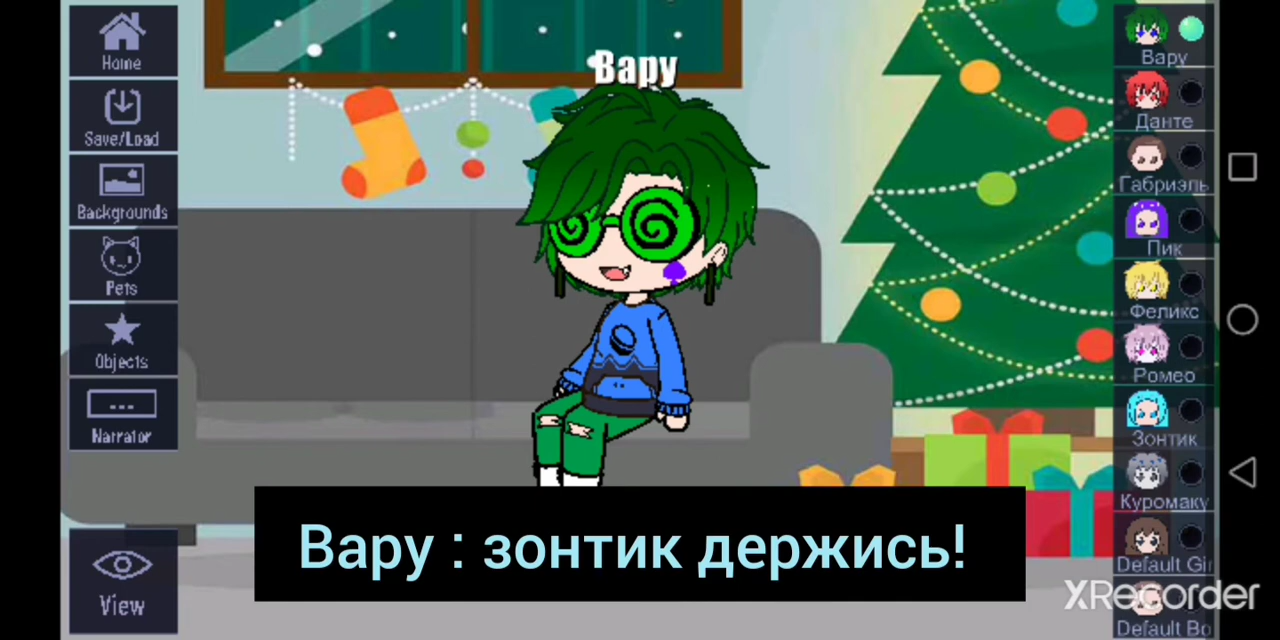 Home
Save/Load
Backgrounds
Pets
Objects
Narrator
View
Вару
Вару : зонтик держись!
Вару
Данте
Габриэль
Пик
Феликс
Ромео
Зонтик
Куромаку
Default Gir
XRecorder
Default Bo